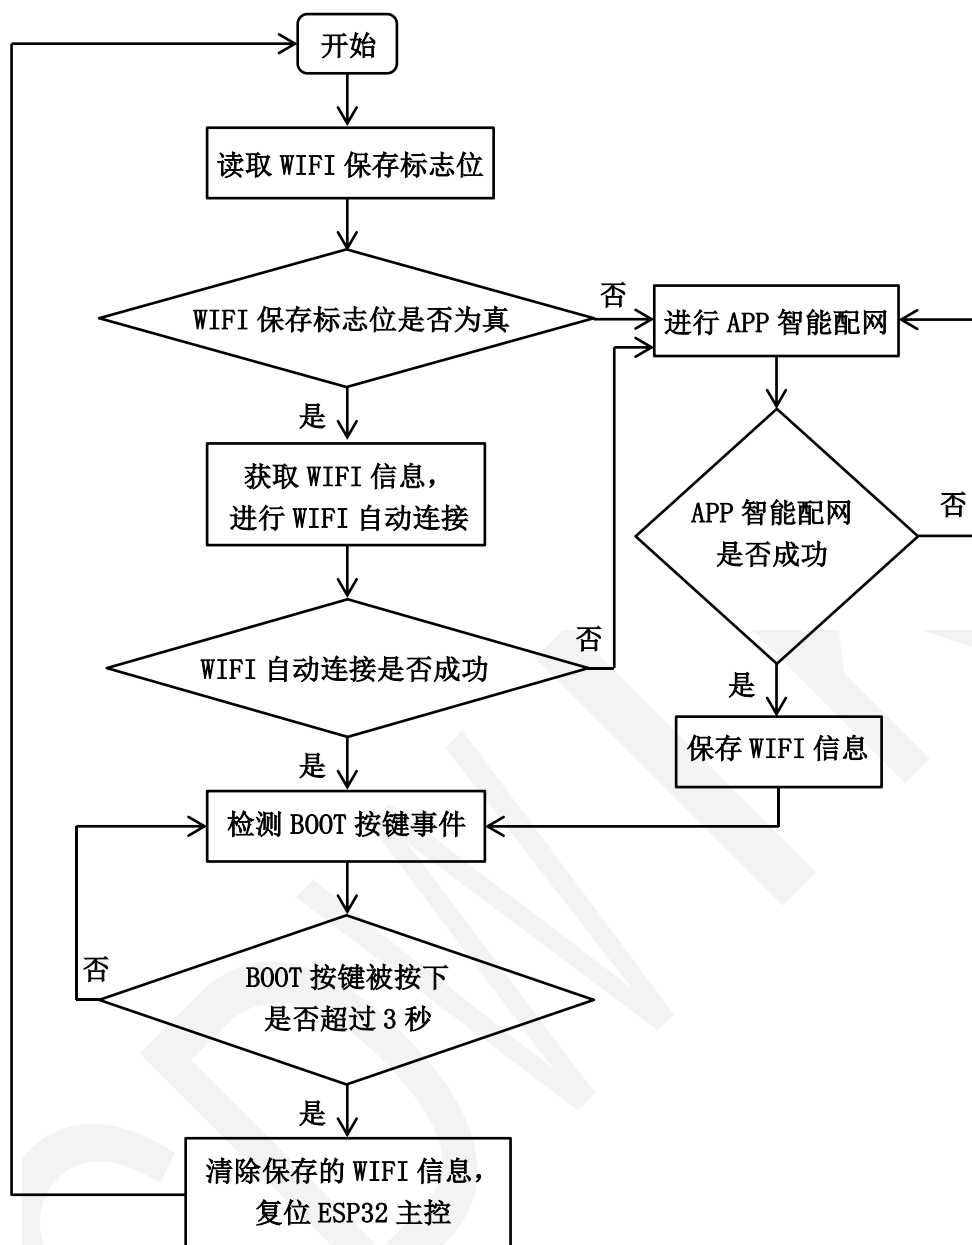 开始
读取 WIFI 保存标志位
WIFI 保存标志位是否为真
否
进行 APP 智能配网
是
获取 WIFI 信息，
进行 WIFI 自动连接
APP 智能配网
是否成功
否
WIFI 自动连接是否成功
否
是
保存 WIFI 信息
是
检测 BOOT 按键事件
BOOT 按键被按下
是否超过 3 秒
否
是
清除保存的 WIFI 信息，
复位 ESP32 主控